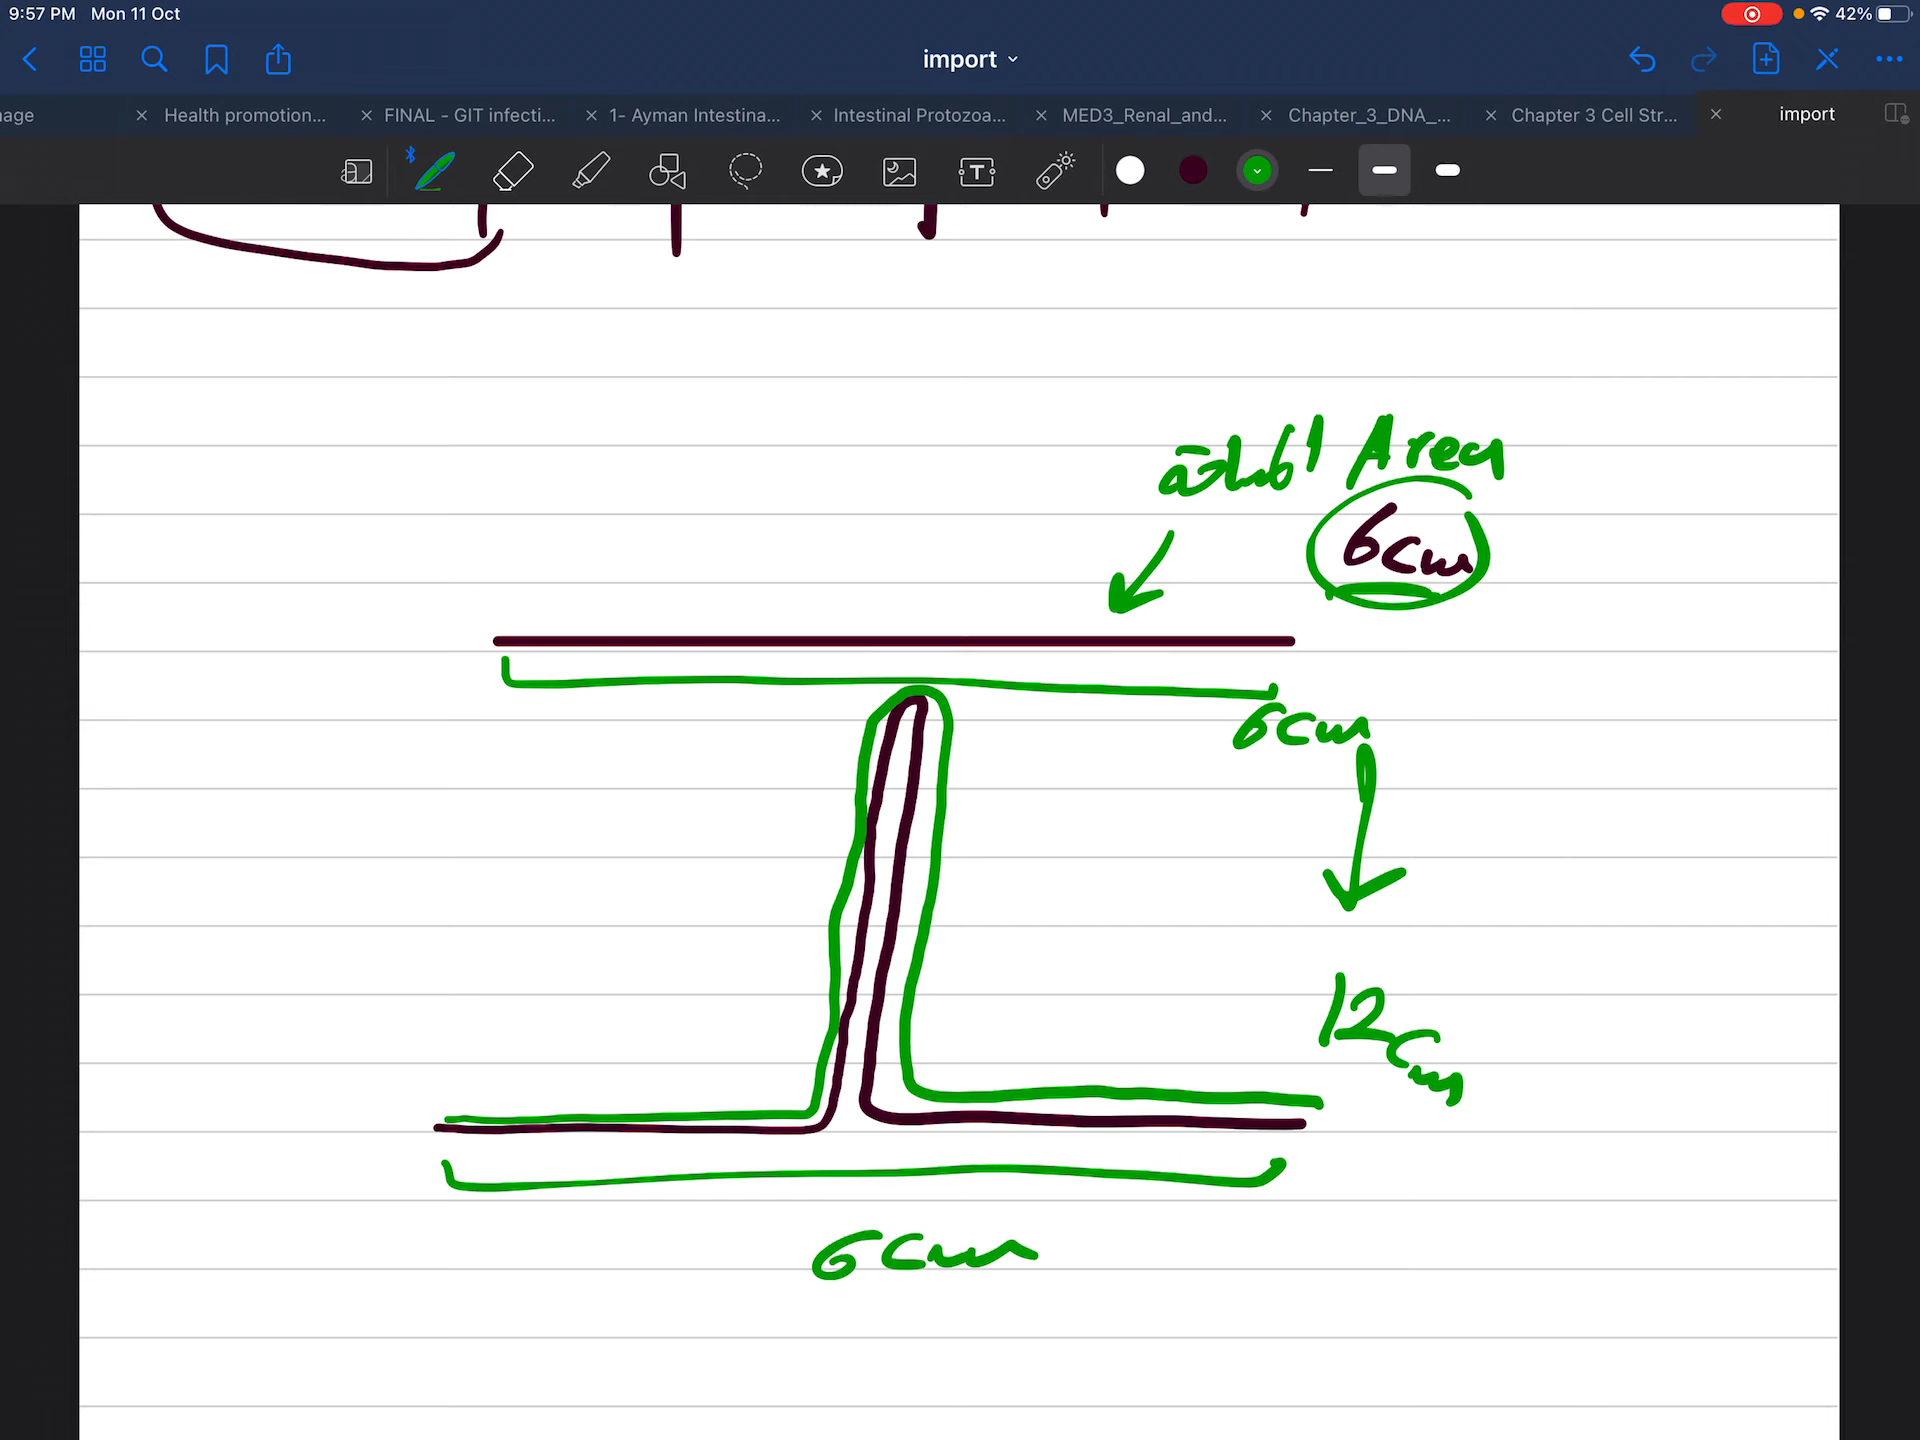 9:57 PM Mon 11 Oct
42%
import
nage
Health promotion...
FINAL - GIT infecti...
1- Ayman Intestina...
Intestinal Protozoa...
MED3_Renal_and...
Chapter_3_DNA_...
Chapter 3 Cell Str...
import
Area
6cm
6cm
12cm
6cm